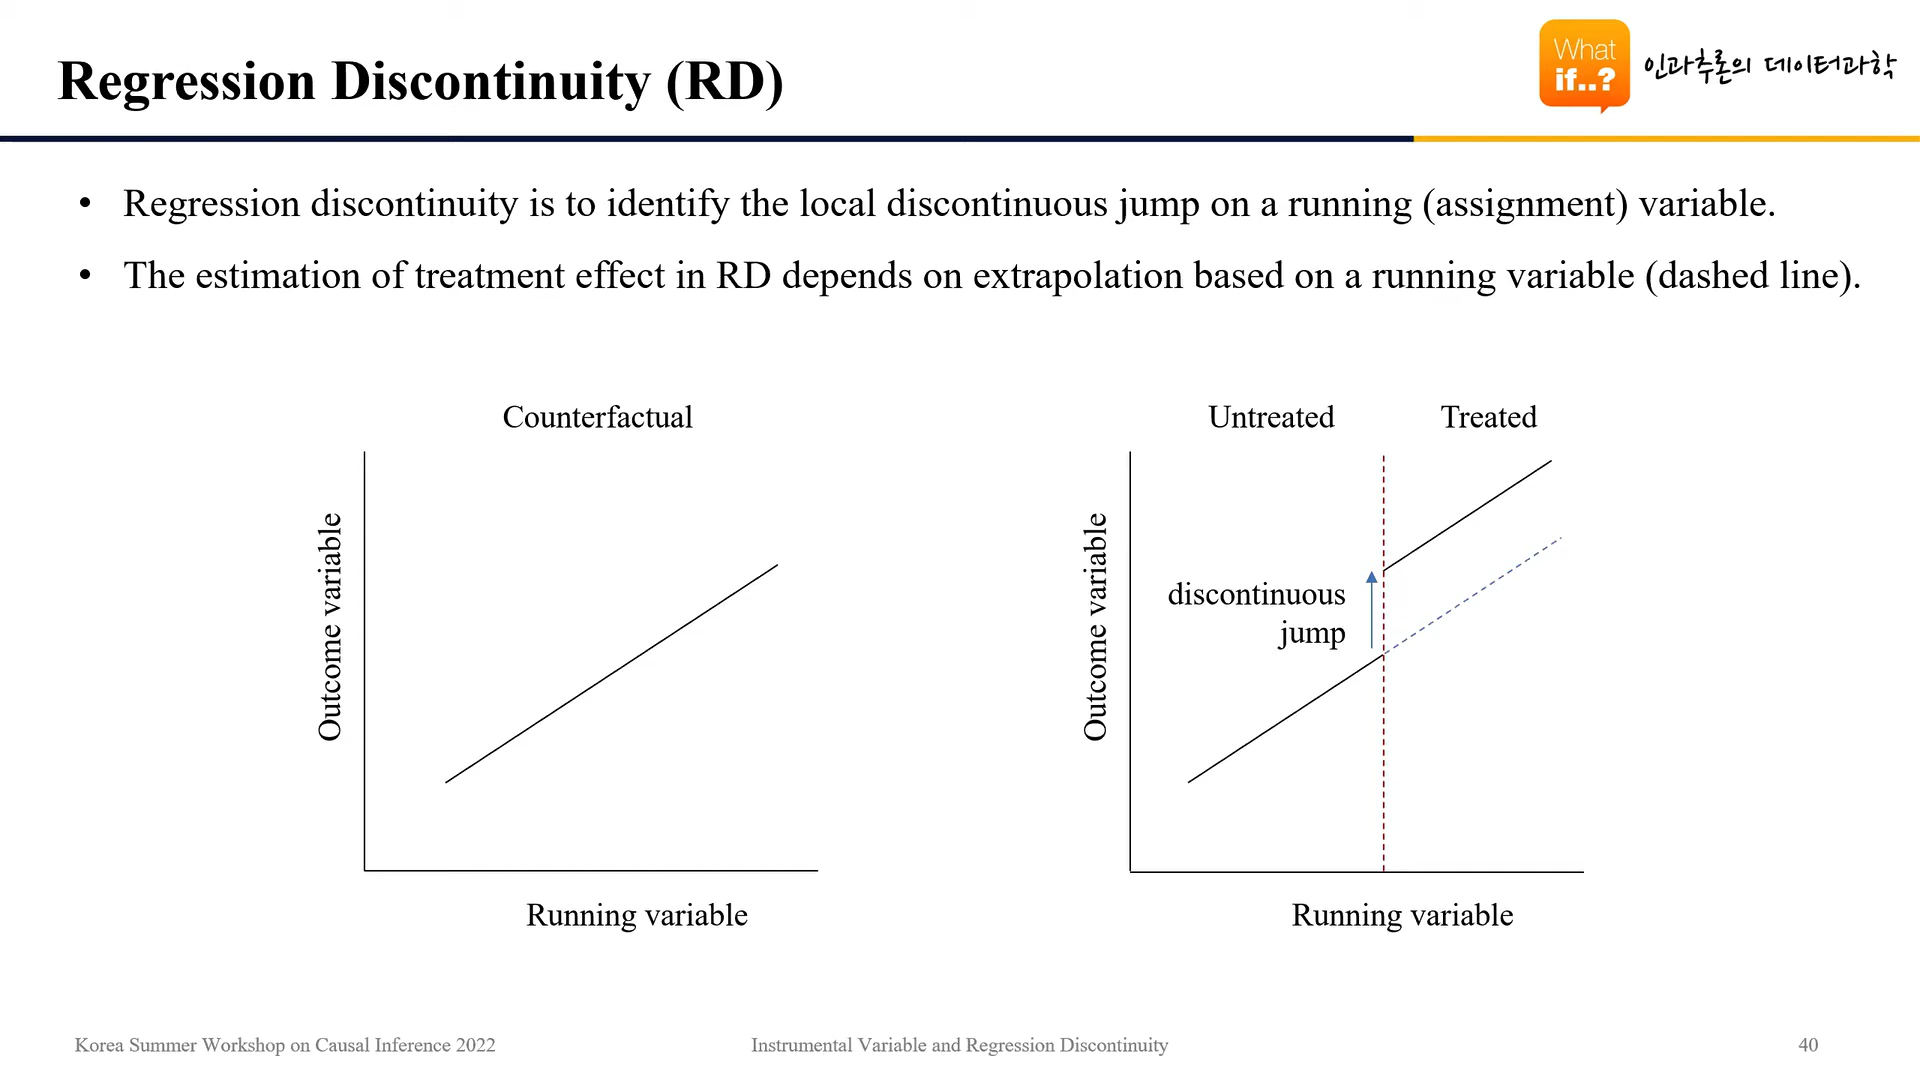 Regression Discontinuity (RD)
What
if..?
인과추론의 데이터과학
• Regression discontinuity is to identify the local discontinuous jump on a running (assignment) variable.
• The estimation of treatment effect in RD depends on extrapolation based on a running variable (dashed line).
Counterfactual
Outcome variable
Running variable
Untreated
Treated
Outcome variable
discontinuous
jump
Running variable
Korea Summer Workshop on Causal Inference 2022
Instrumental Variable and Regression Discontinuity
40